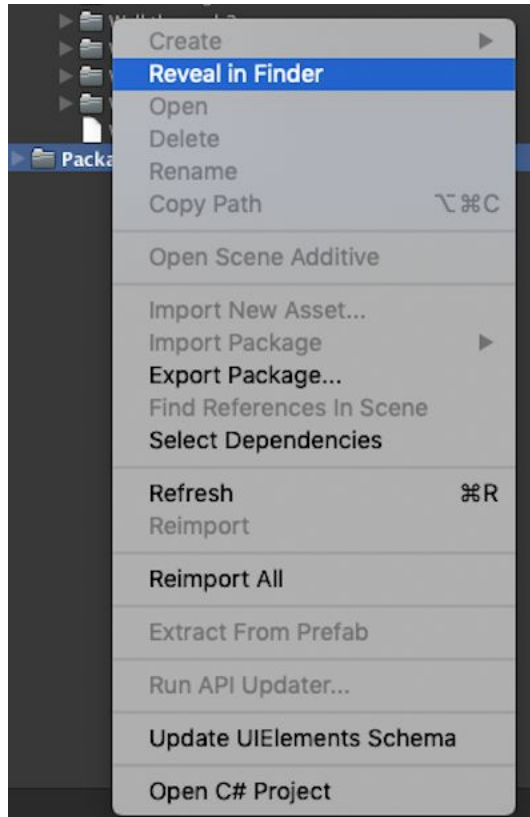 Create
Reveal in Finder
Open
Delete
Rename
Packa
Copy Path ⌥⌘C
Open Scene Additive
Import New Asset...
Import Package
Export Package...
Find References In Scene
Select Dependencies
Refresh ⌘R
Reimport
Reimport All
Extract From Prefab
Run API Updater...
Update UIElements Schema
Open C# Project